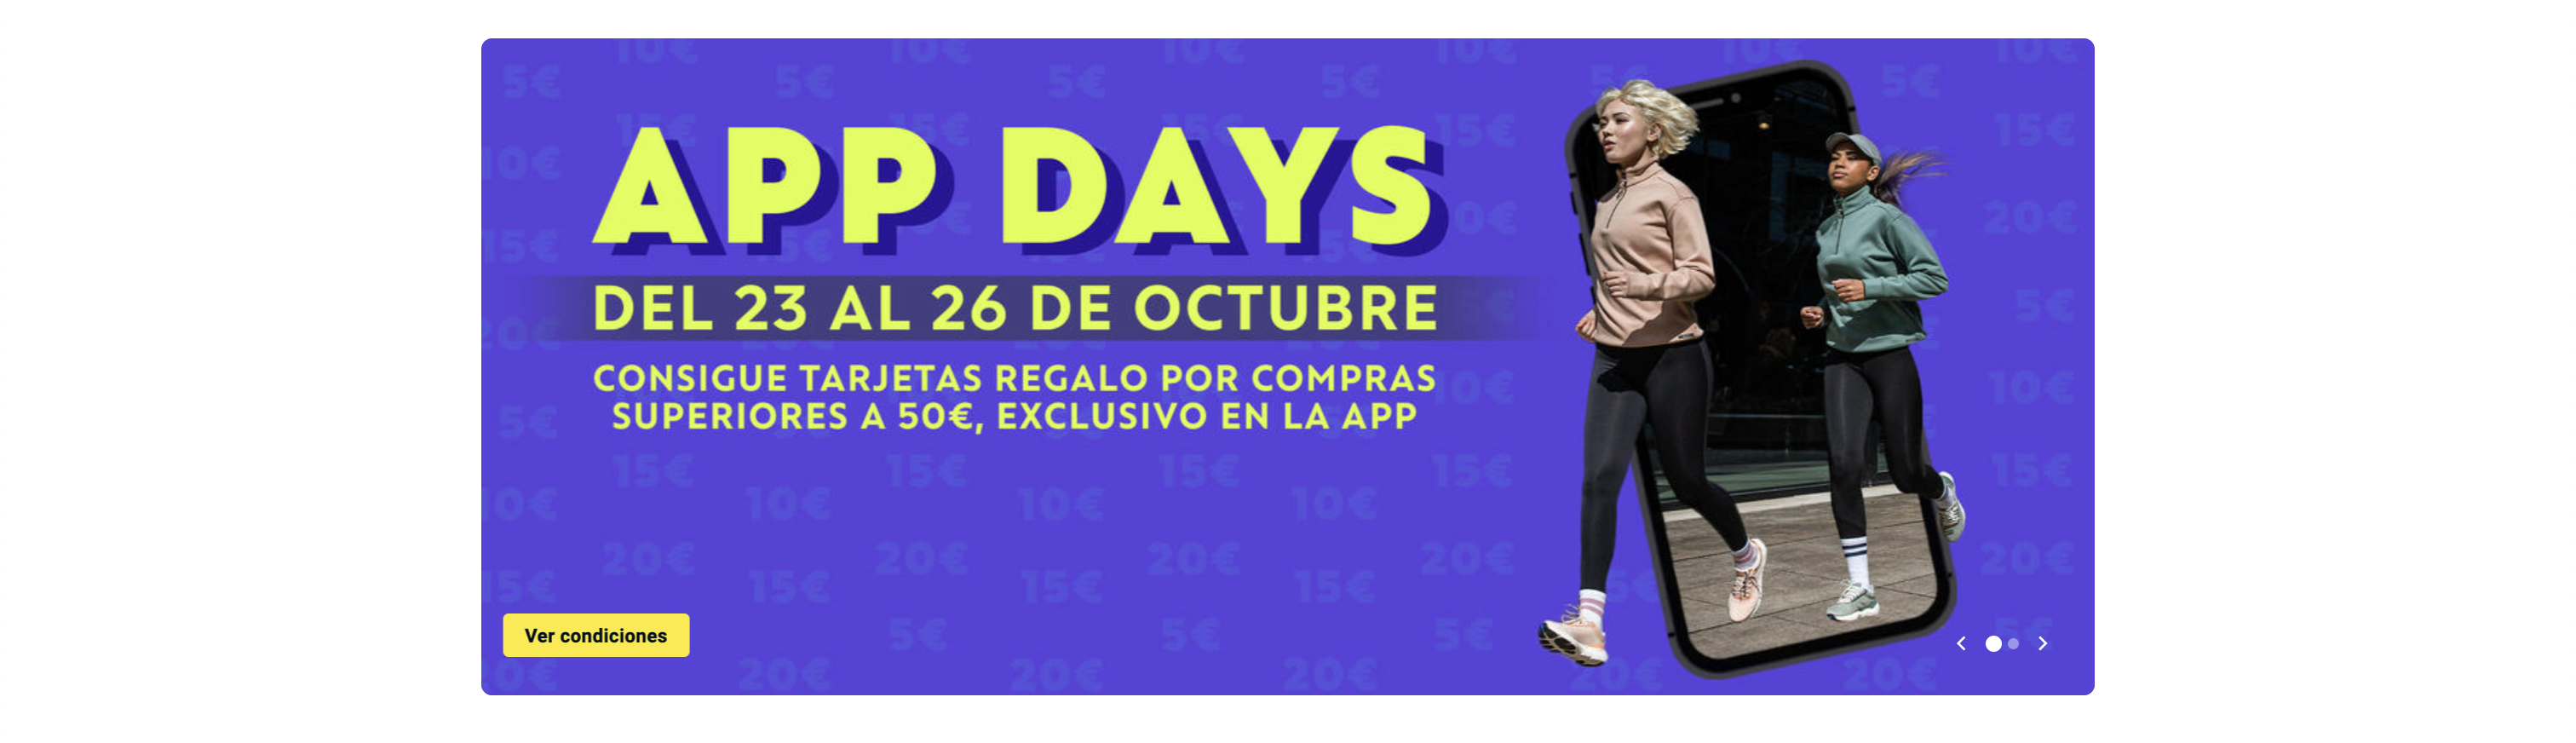 APP DAYS
DEL 23 AL 26 DE OCTUBRE
CONSIGUE TARJETAS REGALO POR COMPRAS
SUPERIORES A 50€, EXCLUSIVO EN LA APP
Ver condiciones